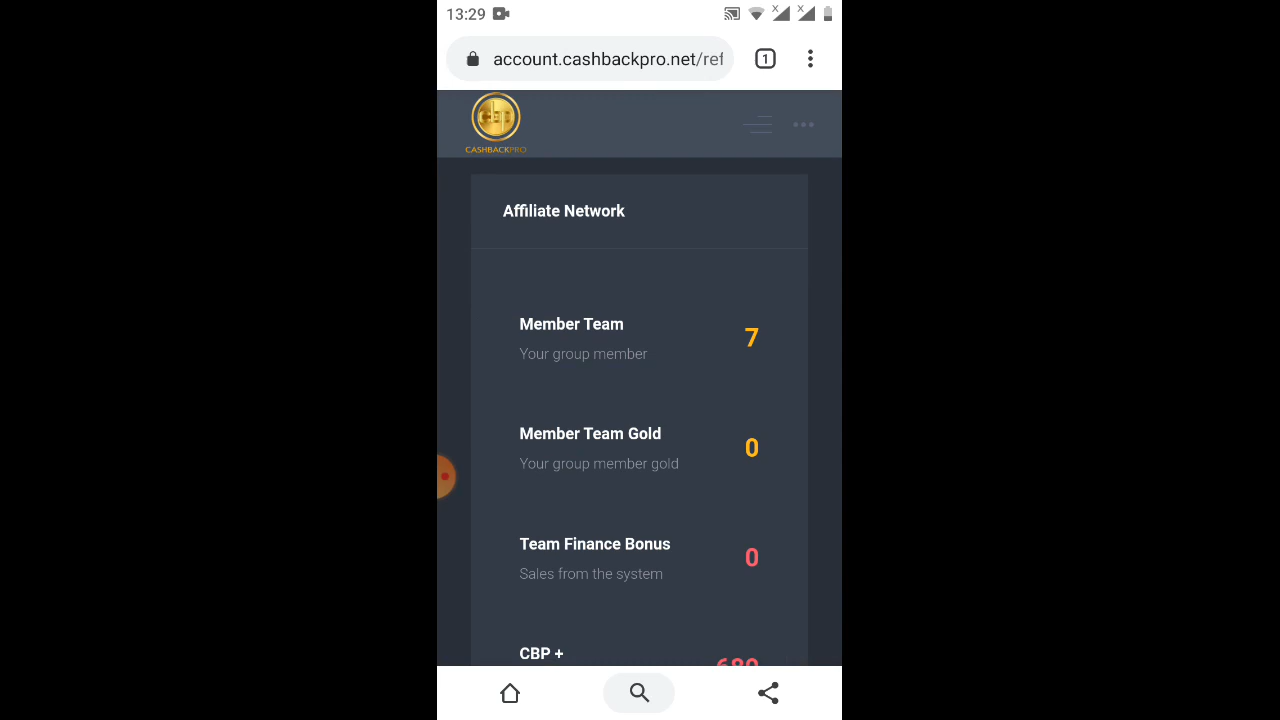 13:29
account.cashbackpro.net/ref
1
CASHBACKPRO
Affiliate Network
Member Team
7
Your group member
Member Team Gold
0
Your group member gold
Team Finance Bonus
0
Sales from the system
CBP +